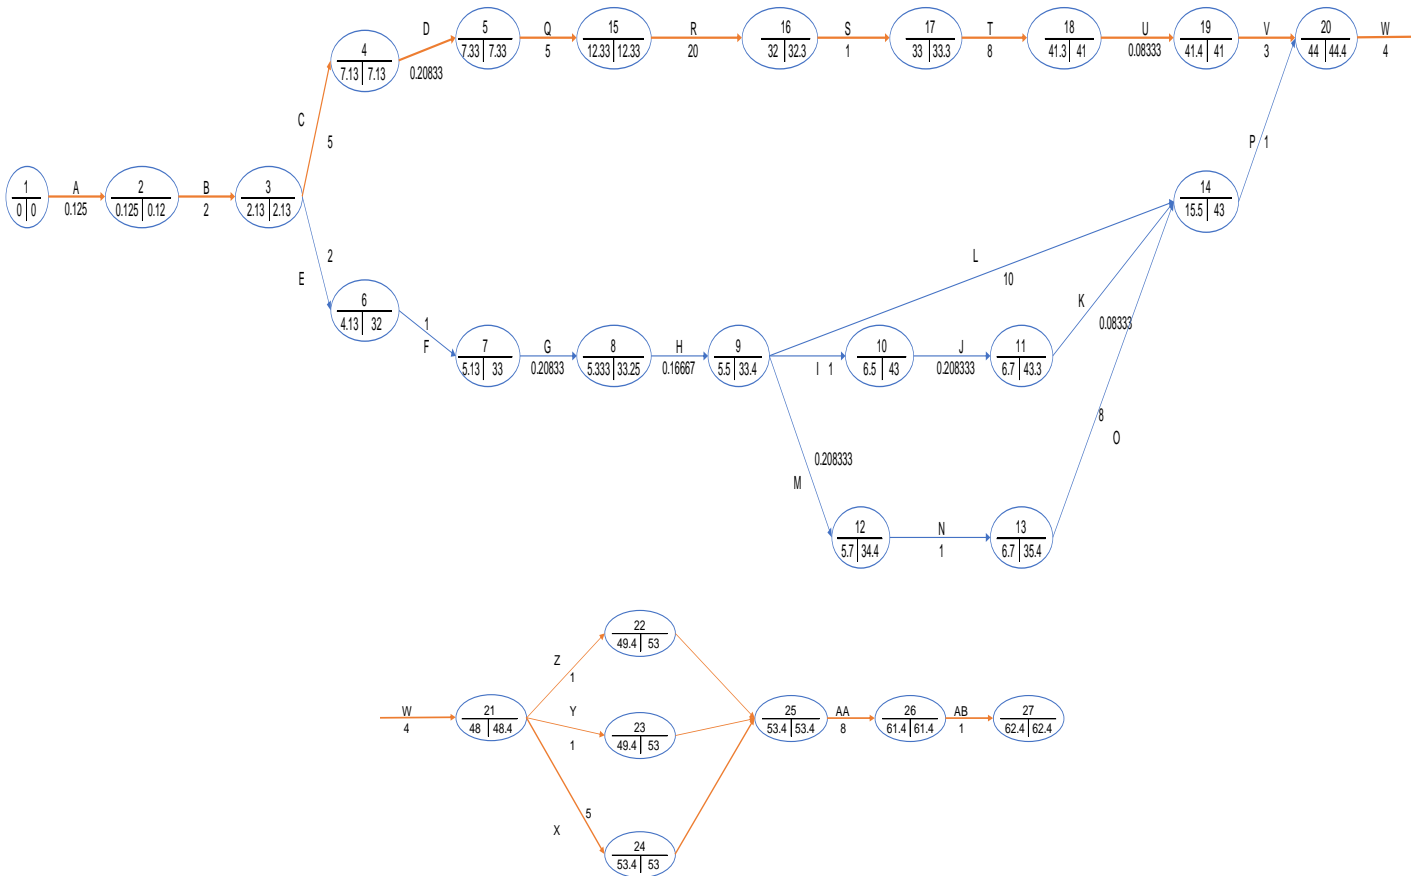 D
5
Q
15
R
16
S
17
T
18
U
19
V
20
W
7.33 7.33
5
12.33 12.33
20
32 32.3
1
33 33.3
8
41.3 41
0.08333
41.4 41
3
44 44.4
4
4
7.13 7.13
0.20833
C
5
P 1
1
0 0
A
0.125
2
0.125 0.12
B
2
3
2.13 2.13
14
15.5 43
2
E
L
10
6
4.13 32
K
0.08333
1
F
7
5.13 33
G
0.20833
8
5.333 33.25
H
0.16667
9
5.5 33.4
I 1
10
6.5 43
J
0.208333
11
6.7 43.3
8
O
0.208333
M
12
5.7 34.4
N
1
13
6.7 35.4
22
49.4 53
Z
1
W
4
21
48 48.4
Y
1
23
49.4 53
25
53.4 53.4
AA
8
26
61.4 61.4
AB
1
27
62.4 62.4
5
X
24
53.4 53